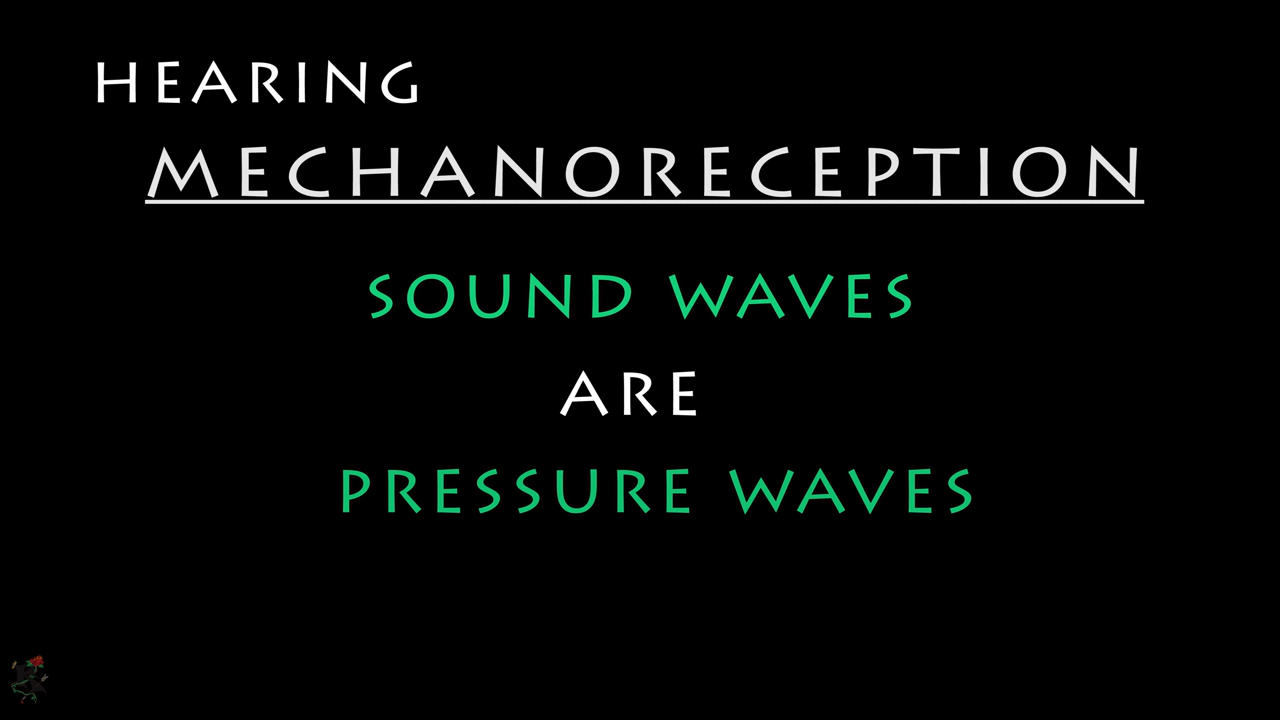 HEARING
MECHANORECEPTION
SOUND WAVES
ARE
PRESSURE WAVES